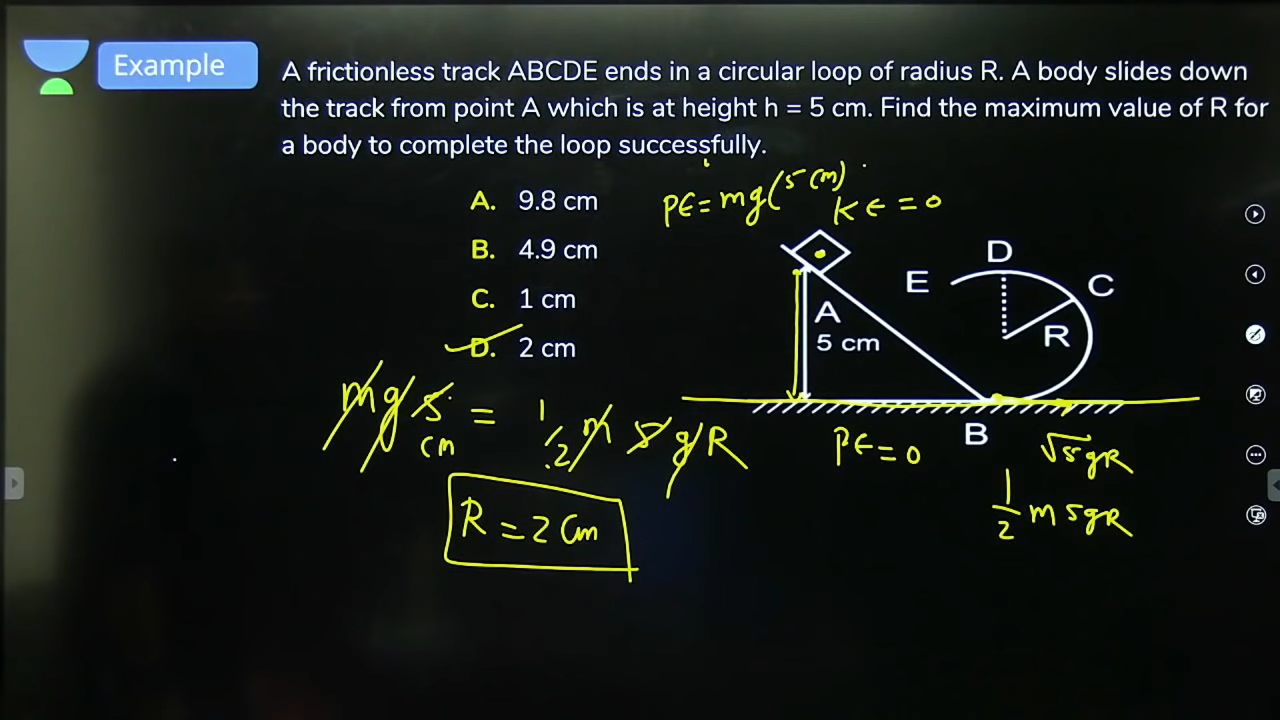 Example
A frictionless track ABCDE ends in a circular loop of radius R. A body slides down
the track from point A which is at height h = 5 cm. Find the maximum value of R for
a body to complete the loop successfully.
A. 9.8 cm
B. 4.9 cm
C. 1 cm
D. 2 cm
PE = mg(5 cm)
KE = 0
D
E
C
A
R
5 cm
B
mg 5 cm = 1/2 m 5 g R
PE = 0
√5gR
1/2 m 5gR
R = 2 cm